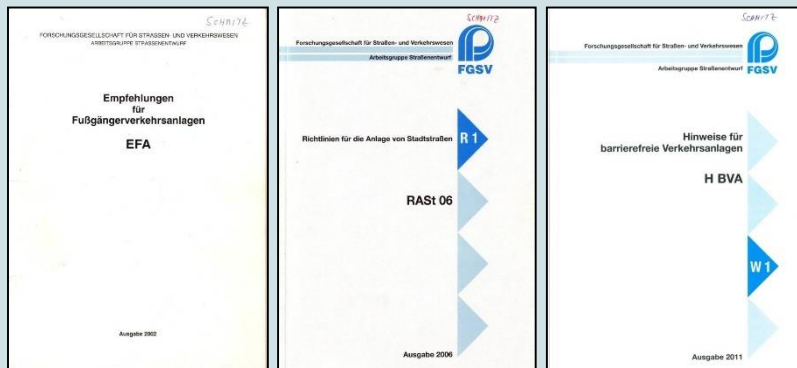 SCHMITZ
FORSCHUNGSGESELLSCHAFT FÜR STRASSEN- UND VERKEHRSWESEN
ARBEITSGRUPPE STRASSENENTWURF
Empfehlungen
für
Fußgängerverkehrsanlagen
EFA
Ausgabe 2002
SCHMITZ
Forschungsgesellschaft für Straßen- und Verkehrswesen
Arbeitsgruppe Straßenentwurf
FGSV
Richtlinien für die Anlage von Stadtstraßen
R 1
RASt 06
Ausgabe 2006
SCHMITZ
Forschungsgesellschaft für Straßen- und Verkehrswesen
Arbeitsgruppe Straßenentwurf
FGSV
Hinweise für
barrierefreie Verkehrsanlagen
H BVA
W 1
Ausgabe 2011